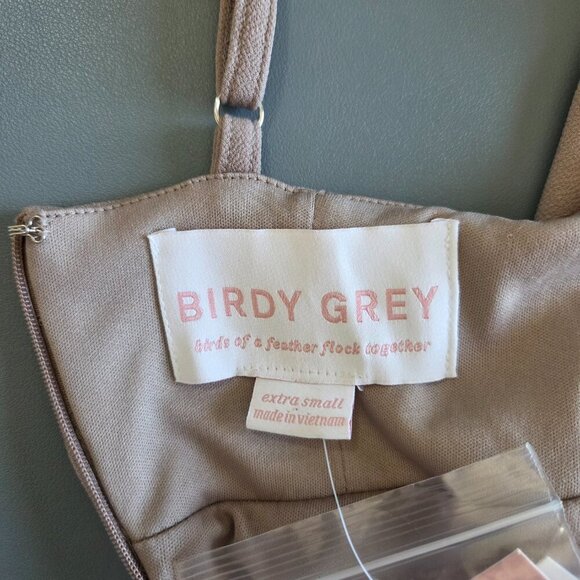 BIRDY GREY
birds of a feather flock together
extra small
made in vietnam